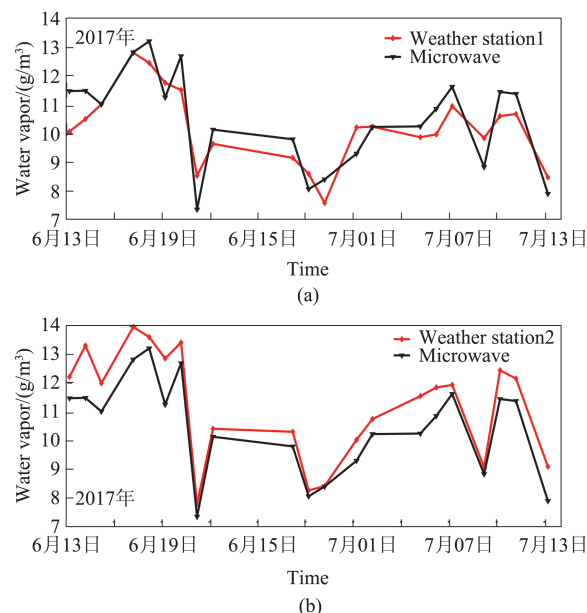 14
13
12
11
10
9
8
7
Water vapor/(g/m³)
2017年
Weather station1
Microwave
6月13日 6月19日 6月15日 7月01日 7月07日 7月13日
Time
(a)
14
13
12
11
10
9
8
7
Water vapor/(g/m³)
Weather station2
Microwave
2017年
6月13日 6月19日 6月15日 7月01日 7月07日 7月13日
Time
(b)